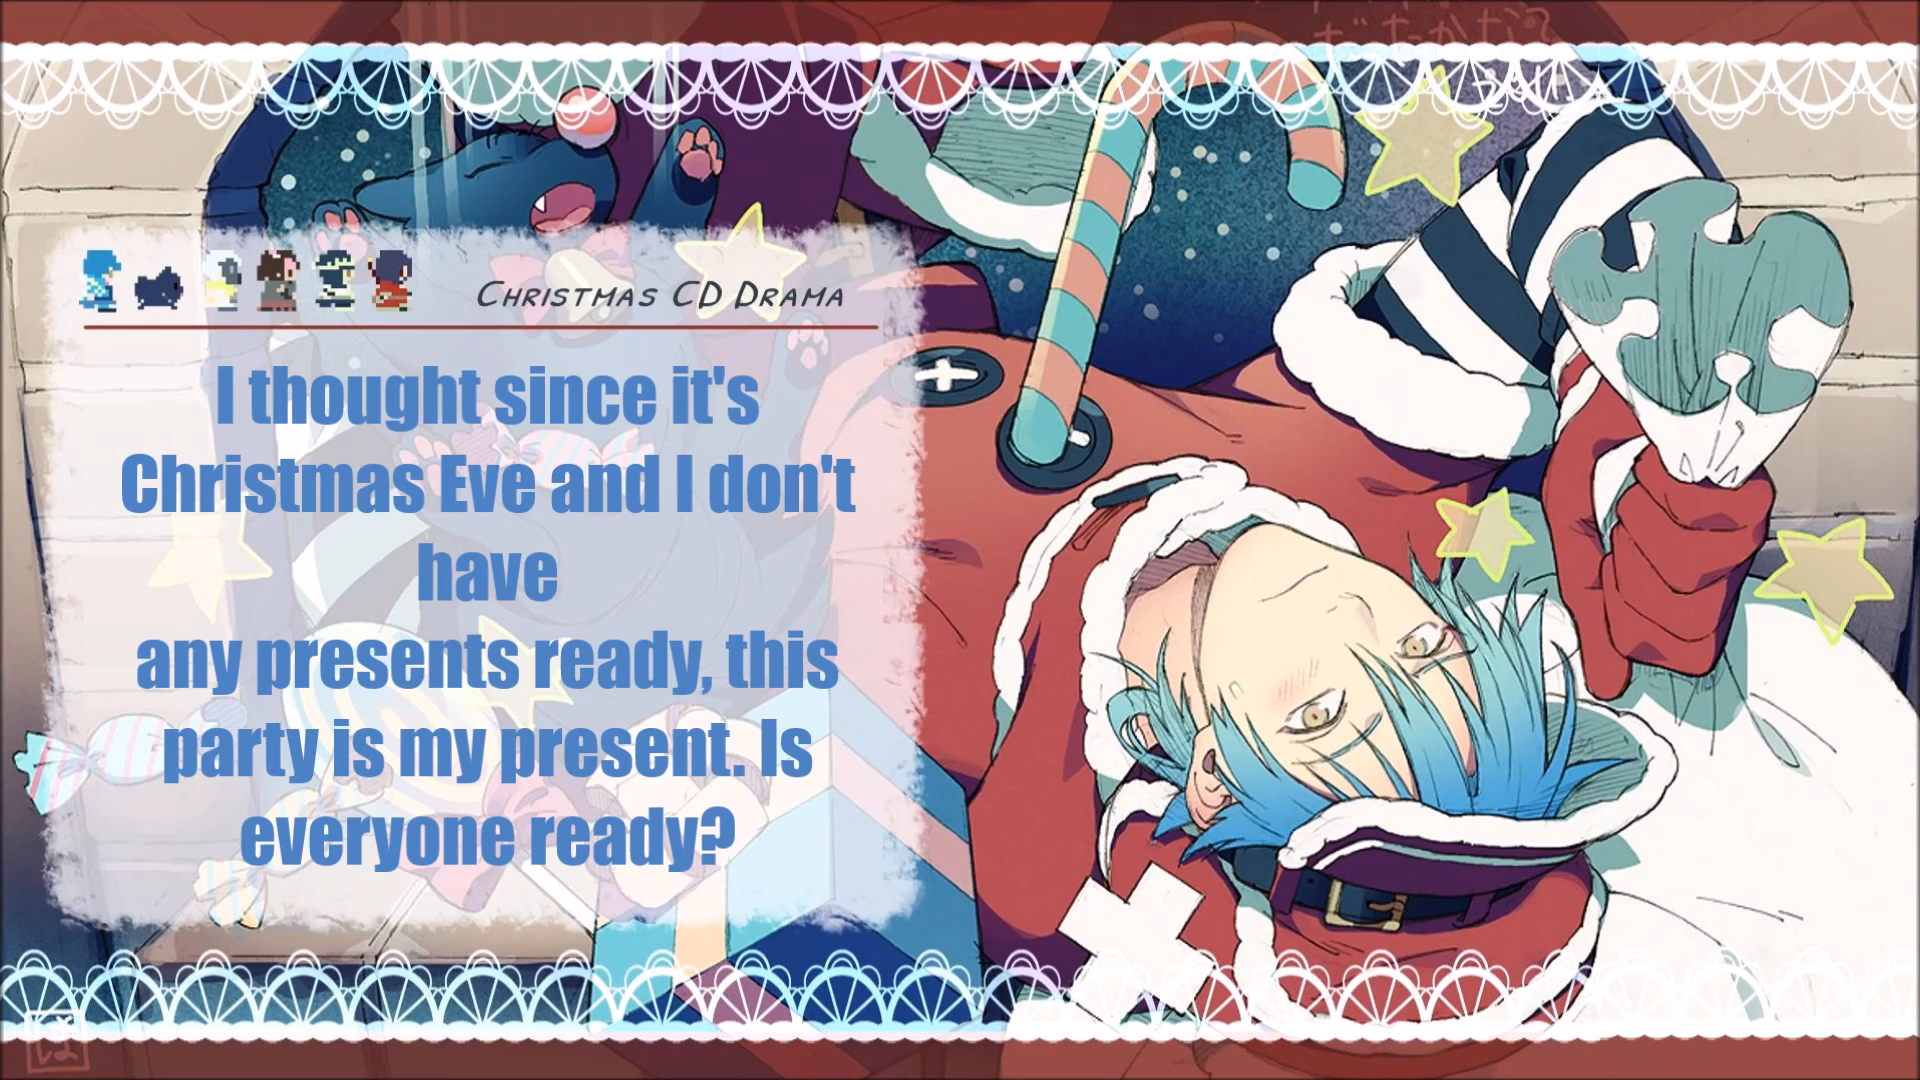 CHRISTMAS CD DRAMA
I thought since it's
Christmas Eve and I don't
have
any presents ready, this
party is my present. Is
everyone ready?